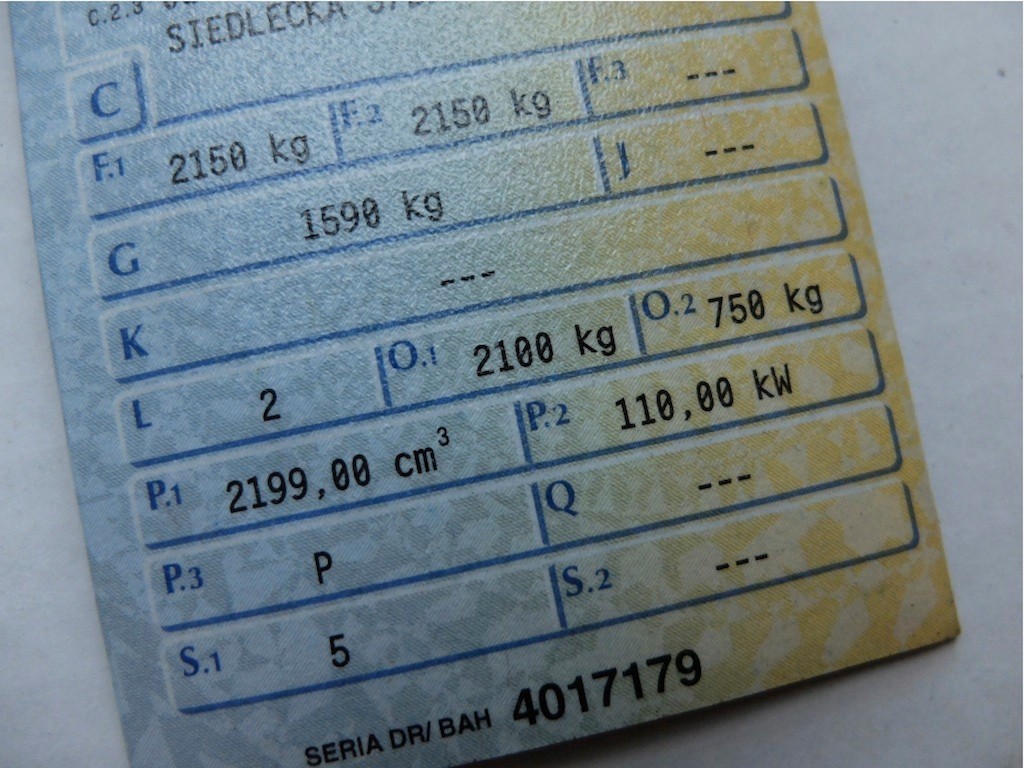 C.2.3
SIEDLECKA
C
F.1 2150 kg F.2 2150 kg F.3 ---
G 1590 kg ---
K ---
L 2 O.1 2100 kg O.2 750 kg
P.1 2199,00 cm³ P.2 110,00 kW
P.3 P Q ---
S.1 5 S.2 ---
SERIA DR/ BAH 4017179